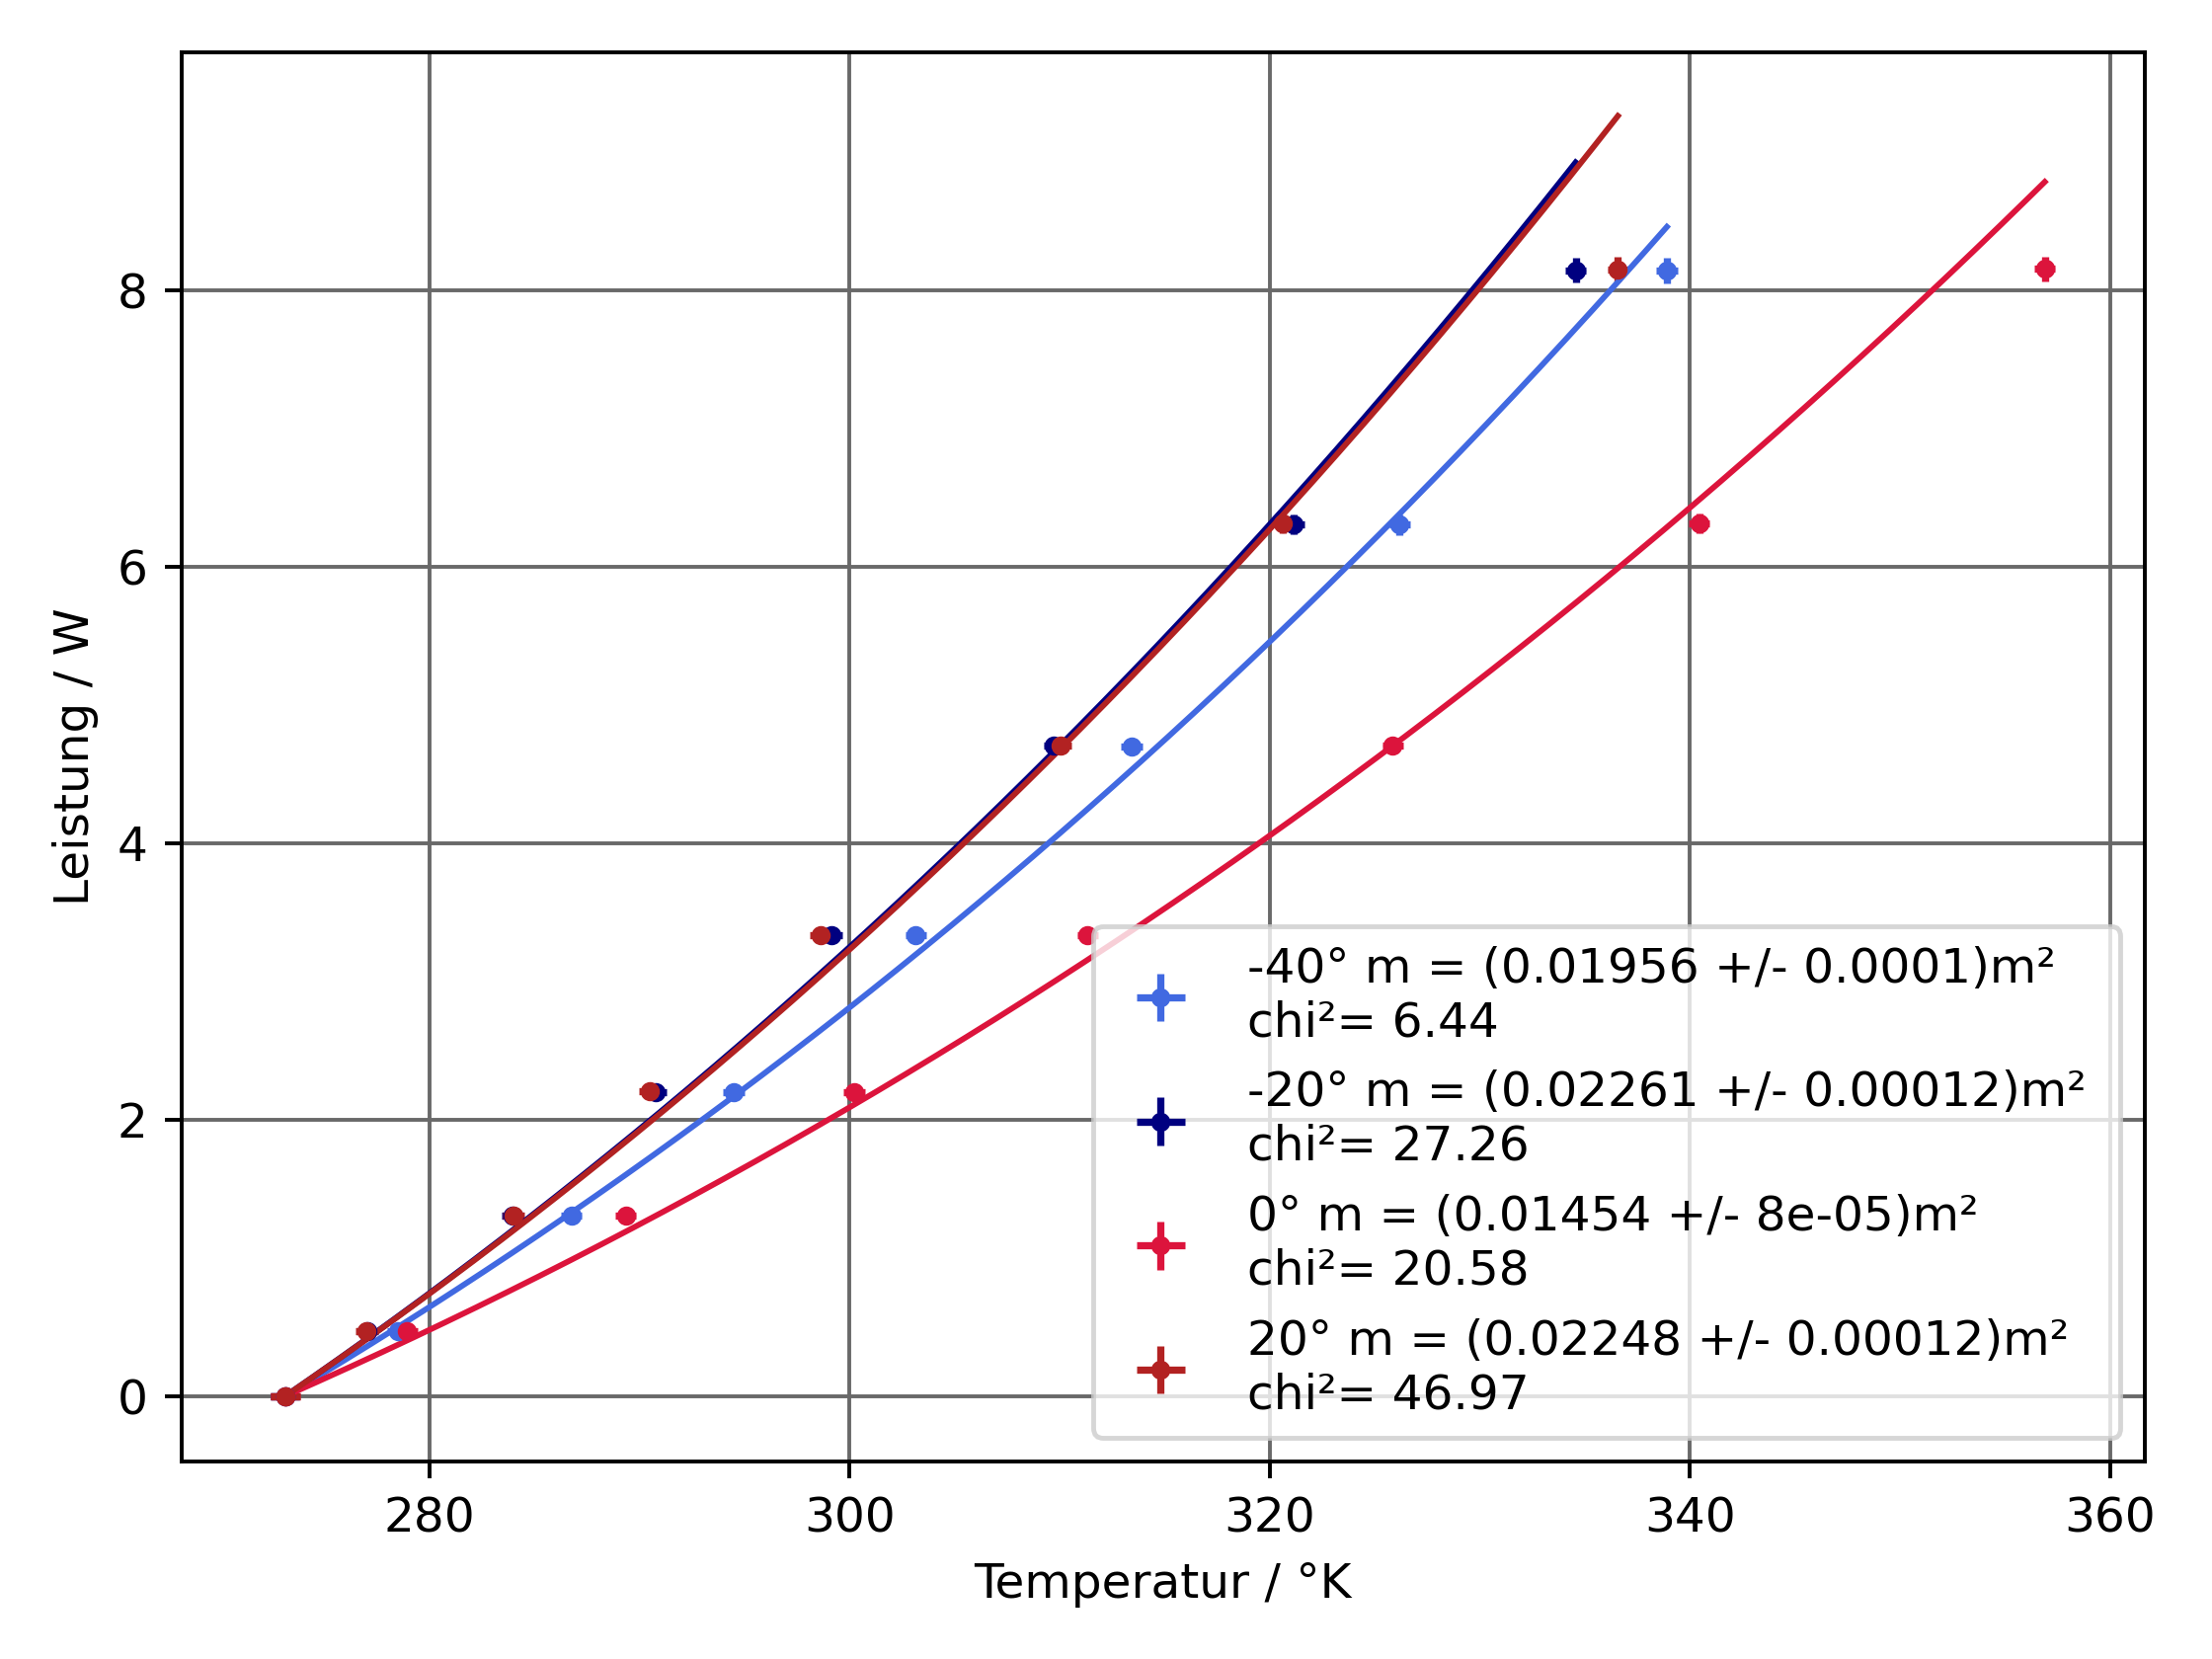 8
6
4
2
0
Leistung / W
280
300
320
340
360
Temperatur / °K
-40° m = (0.01956 +/- 0.0001)m²
chi²= 6.44
-20° m = (0.02261 +/- 0.00012)m²
chi²= 27.26
0° m = (0.01454 +/- 8e-05)m²
chi²= 20.58
20° m = (0.02248 +/- 0.00012)m²
chi²= 46.97